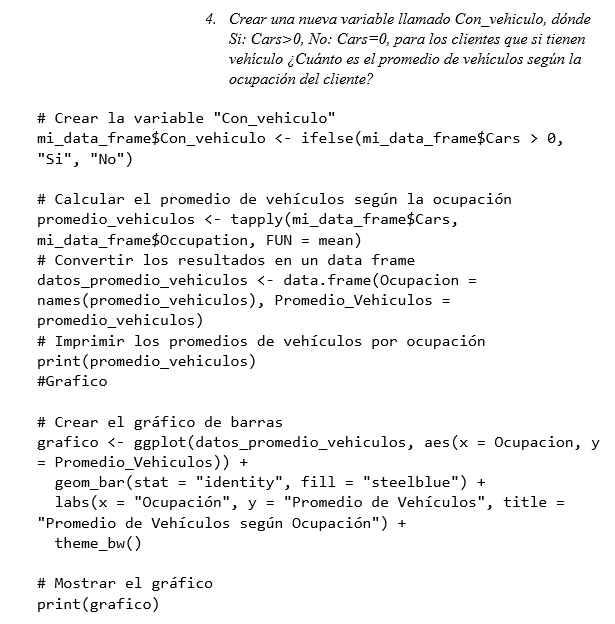 4. Crear una nueva variable llamado Con_vehiculo, dónde
Si: Cars>0, No: Cars=0, para los clientes que si tienen
vehículo ¿Cuánto es el promedio de vehículos según la
ocupación del cliente?
# Crear la variable "Con_vehiculo"
mi_data_frame$Con_vehiculo <- ifelse(mi_data_frame$Cars > 0,
"Si", "No")
# Calcular el promedio de vehículos según la ocupación
promedio_vehiculos <- tapply(mi_data_frame$Cars,
mi_data_frame$Occupation, FUN = mean)
# Convertir los resultados en un data frame
datos_promedio_vehiculos <- data.frame(Ocupacion =
names(promedio_vehiculos), Promedio_Vehiculos =
promedio_vehiculos)
# Imprimir los promedios de vehículos por ocupación
print(promedio_vehiculos)
#Grafico
# Crear el gráfico de barras
grafico <- ggplot(datos_promedio_vehiculos, aes(x = Ocupacion, y
= Promedio_Vehiculos)) +
  geom_bar(stat = "identity", fill = "steelblue") +
  labs(x = "Ocupación", y = "Promedio de Vehículos", title =
"Promedio de Vehículos según Ocupación") +
  theme_bw()
# Mostrar el gráfico
print(grafico)